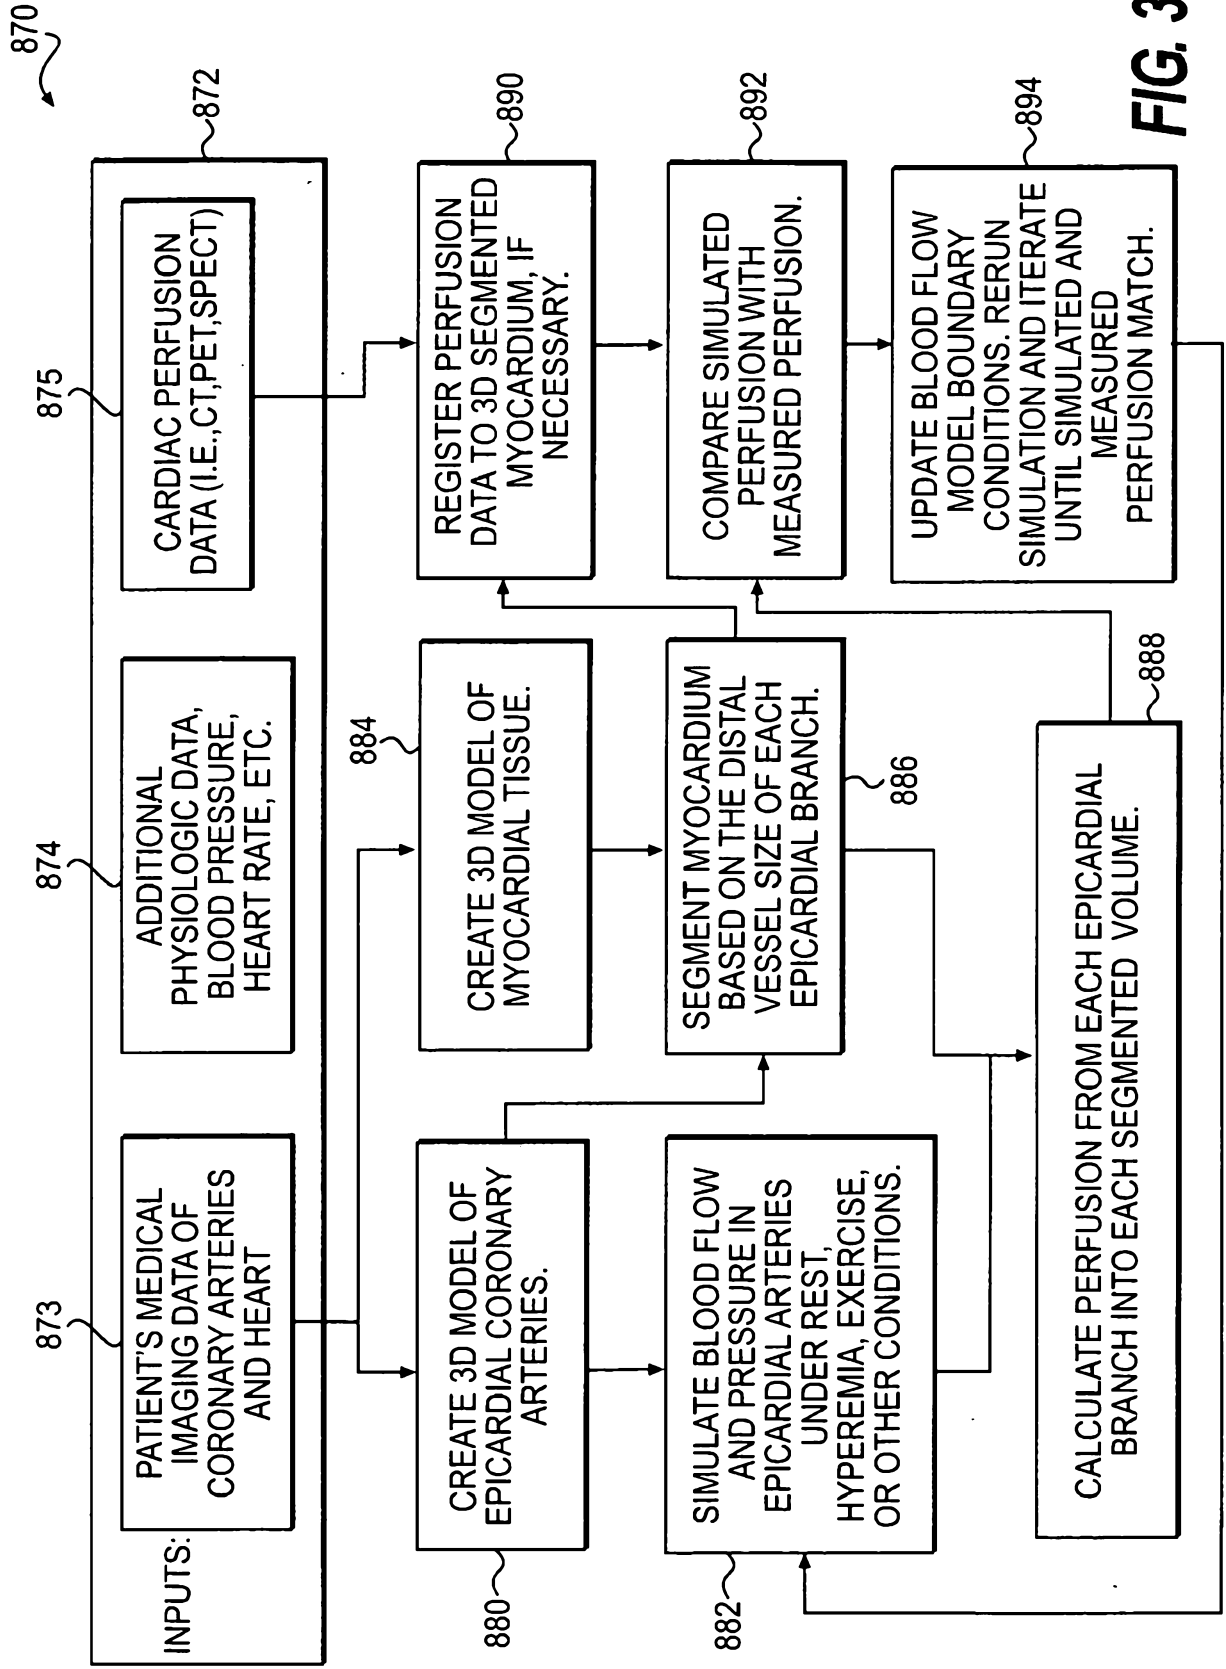 870
872
INPUTS:
873
PATIENT'S MEDICAL
IMAGING DATA OF
CORONARY ARTERIES
AND HEART
874
ADDITIONAL
PHYSIOLOGIC DATA,
BLOOD PRESSURE,
HEART RATE, ETC.
875
CARDIAC PERFUSION
DATA (I.E.,CT,PET,SPECT)
880
CREATE 3D MODEL OF
EPICARDIAL CORONARY
ARTERIES.
884
CREATE 3D MODEL OF
MYOCARDIAL TISSUE.
890
REGISTER PERFUSION
DATA TO 3D SEGMENTED
MYOCARDIUM, IF
NECESSARY.
882
SIMULATE BLOOD FLOW
AND PRESSURE IN
EPICARDIAL ARTERIES
UNDER REST,
HYPEREMIA, EXERCISE,
OR OTHER CONDITIONS.
886
SEGMENT MYOCARDIUM
BASED ON THE DISTAL
VESSEL SIZE OF EACH
EPICARDIAL BRANCH.
892
COMPARE SIMULATED
PERFUSION WITH
MEASURED PERFUSION.
888
CALCULATE PERFUSION FROM EACH EPICARDIAL
BRANCH INTO EACH SEGMENTED VOLUME.
894
UPDATE BLOOD FLOW
MODEL BOUNDARY
CONDITIONS. RERUN
SIMULATION AND ITERATE
UNTIL SIMULATED AND
MEASURED
PERFUSION MATCH.
FIG. 3